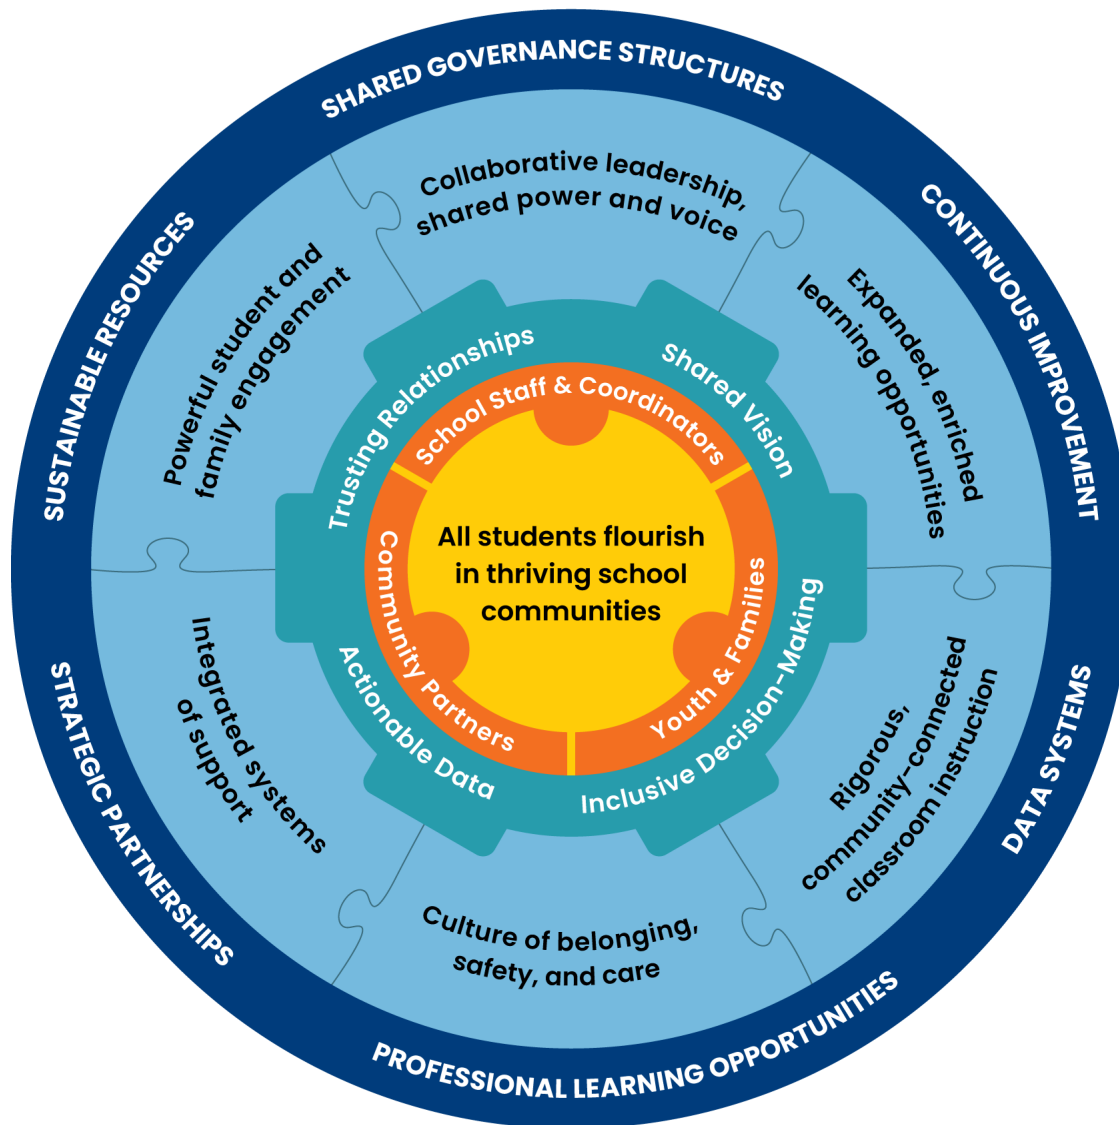 SHARED GOVERNANCE STRUCTURES
CONTINUOUS IMPROVEMENT
DATA SYSTEMS
PROFESSIONAL LEARNING OPPORTUNITIES
STRATEGIC PARTNERSHIPS
SUSTAINABLE RESOURCES
Collaborative leadership,
shared power and voice
Expanded, enriched
learning opportunities
Rigorous,
community-connected
classroom instruction
Culture of belonging,
safety, and care
Integrated systems
of support
Powerful student and
family engagement
Trusting Relationships
Shared Vision
Inclusive Decision-Making
Actionable Data
School Staff & Coordinators
Youth & Families
Community Partners
All students flourish
in thriving school
communities